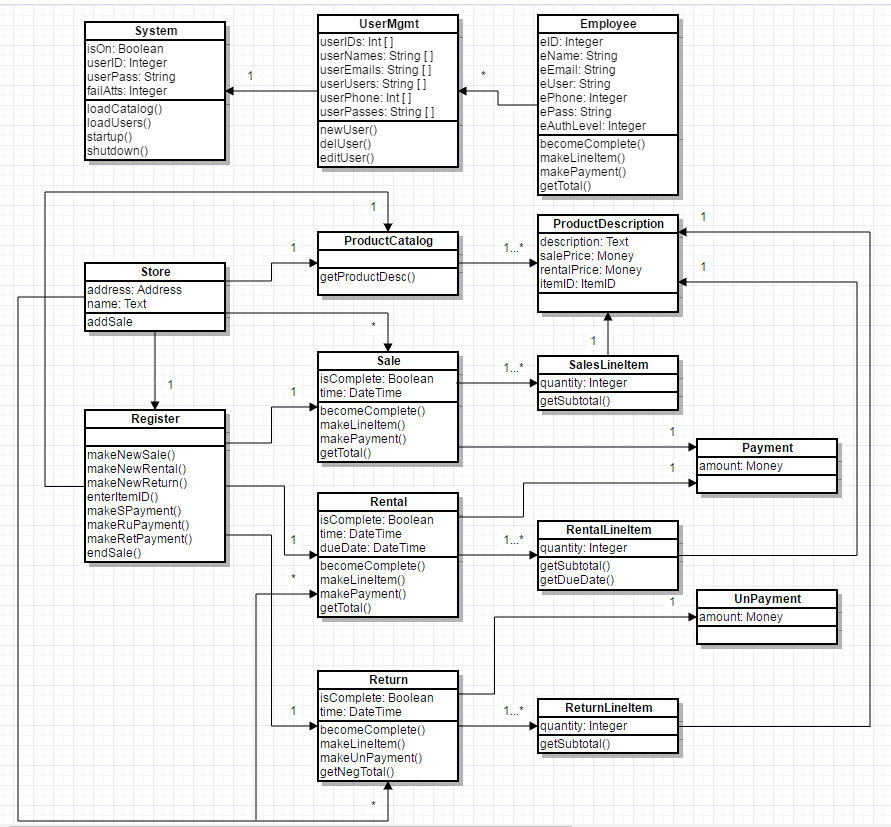 System
isOn: Boolean
userID: Integer
userPass: String
failAtts: Integer
loadCatalog()
loadUsers()
startup()
shutdown()
1
UserMgmt
userIDs: Int [ ]
userNames: String [ ]
userEmails: String [ ]
userUsers: String [ ]
userPhone: Int [ ]
userPasses: String [ ]
newUser()
delUser()
editUser()
*
Employee
eID: Integer
eName: String
eEmail: String
eUser: String
ePhone: Integer
ePass: String
eAuthLevel: Integer
becomeComplete()
makeLineItem()
makePayment()
getTotal()
1
1
ProductCatalog
getProductDesc()
1...*
ProductDescription
description: Text
salePrice: Money
rentalPrice: Money
itemID: ItemID
1
1
Store
address: Address
name: Text
addSale
*
1
1
Sale
isComplete: Boolean
time: DateTime
becomeComplete()
makeLineItem()
makePayment()
getTotal()
1...*
1
SalesLineItem
quantity: Integer
getSubtotal()
Register
makeNewSale()
makeNewRental()
makeNewReturn()
enterItemID()
makeSPayment()
makeRuPayment()
makeRetPayment()
endSale()
1
1
Payment
amount: Money
1
*
Rental
isComplete: Boolean
time: DateTime
dueDate: DateTime
becomeComplete()
makeLineItem()
makePayment()
getTotal()
1...*
RentalLineItem
quantity: Integer
getSubtotal()
getDueDate()
1
UnPayment
amount: Money
1
Return
isComplete: Boolean
time: DateTime
becomeComplete()
makeLineItem()
makeUnPayment()
getNegTotal()
*
1...*
ReturnLineItem
quantity: Integer
getSubtotal()